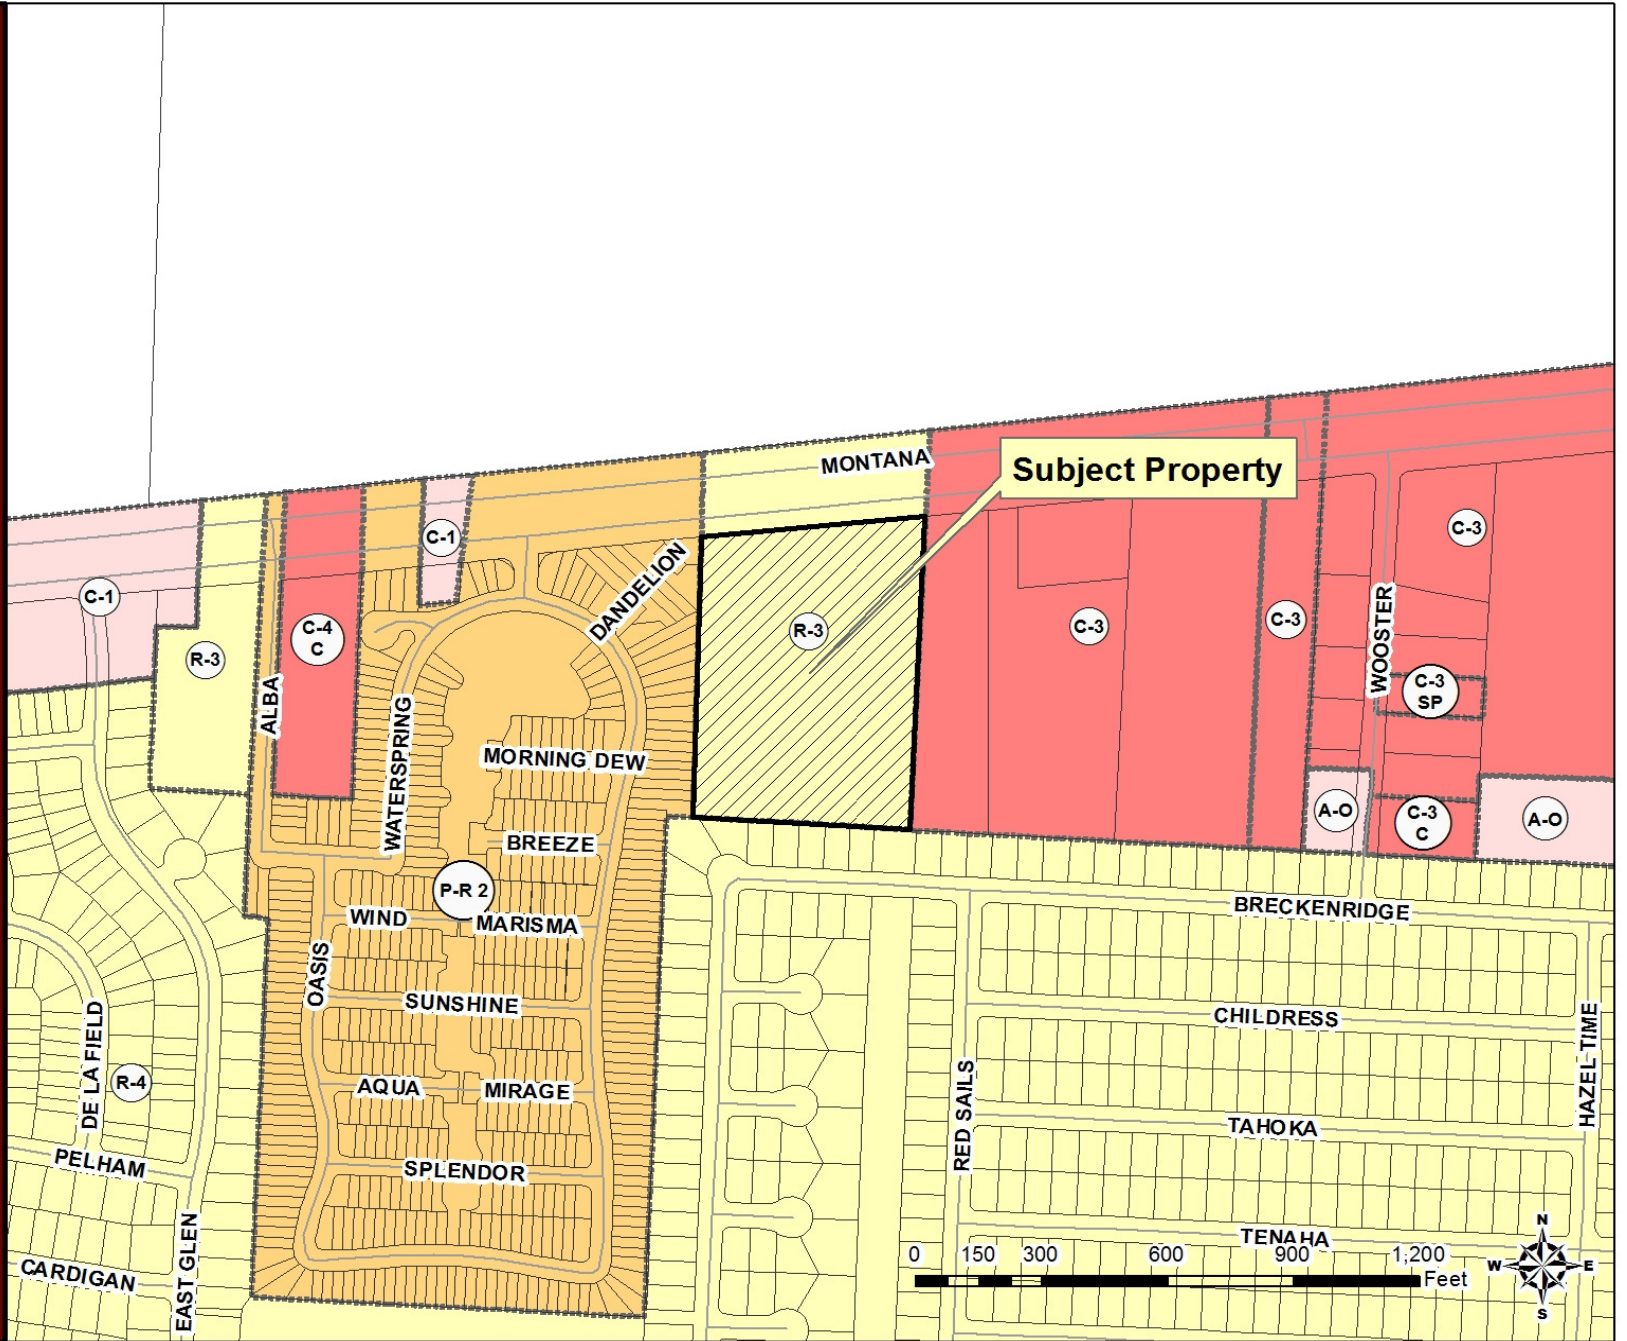 MONTANA
Subject Property
C-1
C-1
C-3
DANDELION
R-3
C-3
C-3
C-4
C
R-3
ALBA
WATERSPRING
WOOSTER
C-3
SP
MORNING DEW
A-O
C-3
C
A-O
BREEZE
P-R 2
WIND
MARISMA
BRECKENRIDGE
OASIS
SUNSHINE
CHILDRESS
HAZEL TIME
DE LA FIELD
R-4
AQUA
MIRAGE
RED SAILS
TAHOKA
PELHAM
SPLENDOR
EAST GLEN
CARDIGAN
TENAHA
0 150 300 600 900 1,200
Feet
N
W E
S